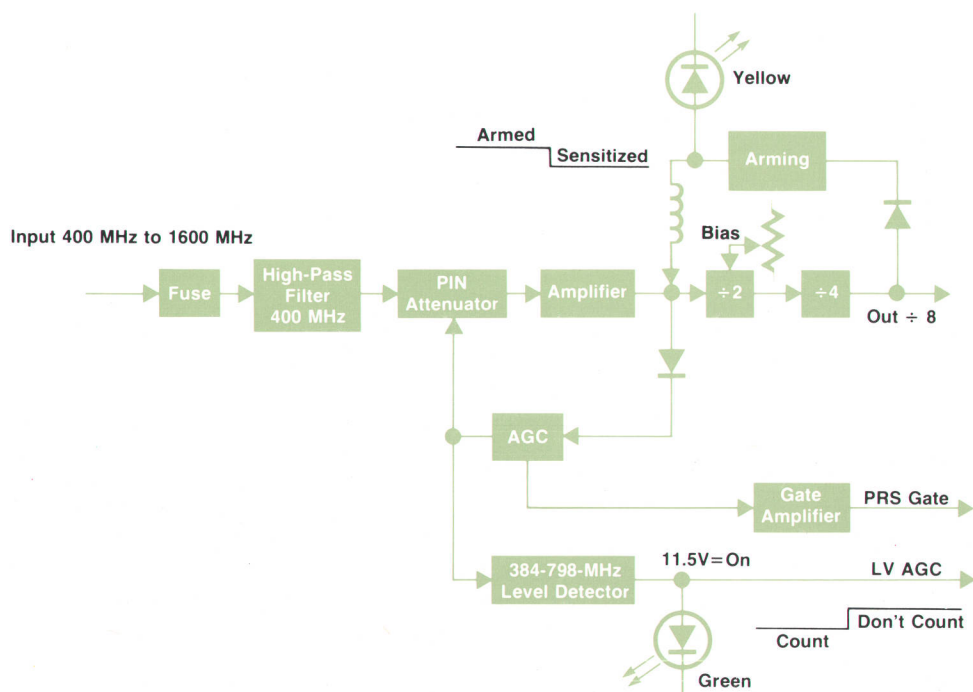 Yellow
Armed
Sensitized
Arming
Input 400 MHz to 1600 MHz
Bias
Fuse
High-Pass
Filter
400 MHz
PIN
Attenuator
Amplifier
÷2
÷4
Out ÷ 8
AGC
Gate
Amplifier
PRS Gate
384-798-MHz
Level Detector
11.5V=On
LV AGC
Don't Count
Count
Green